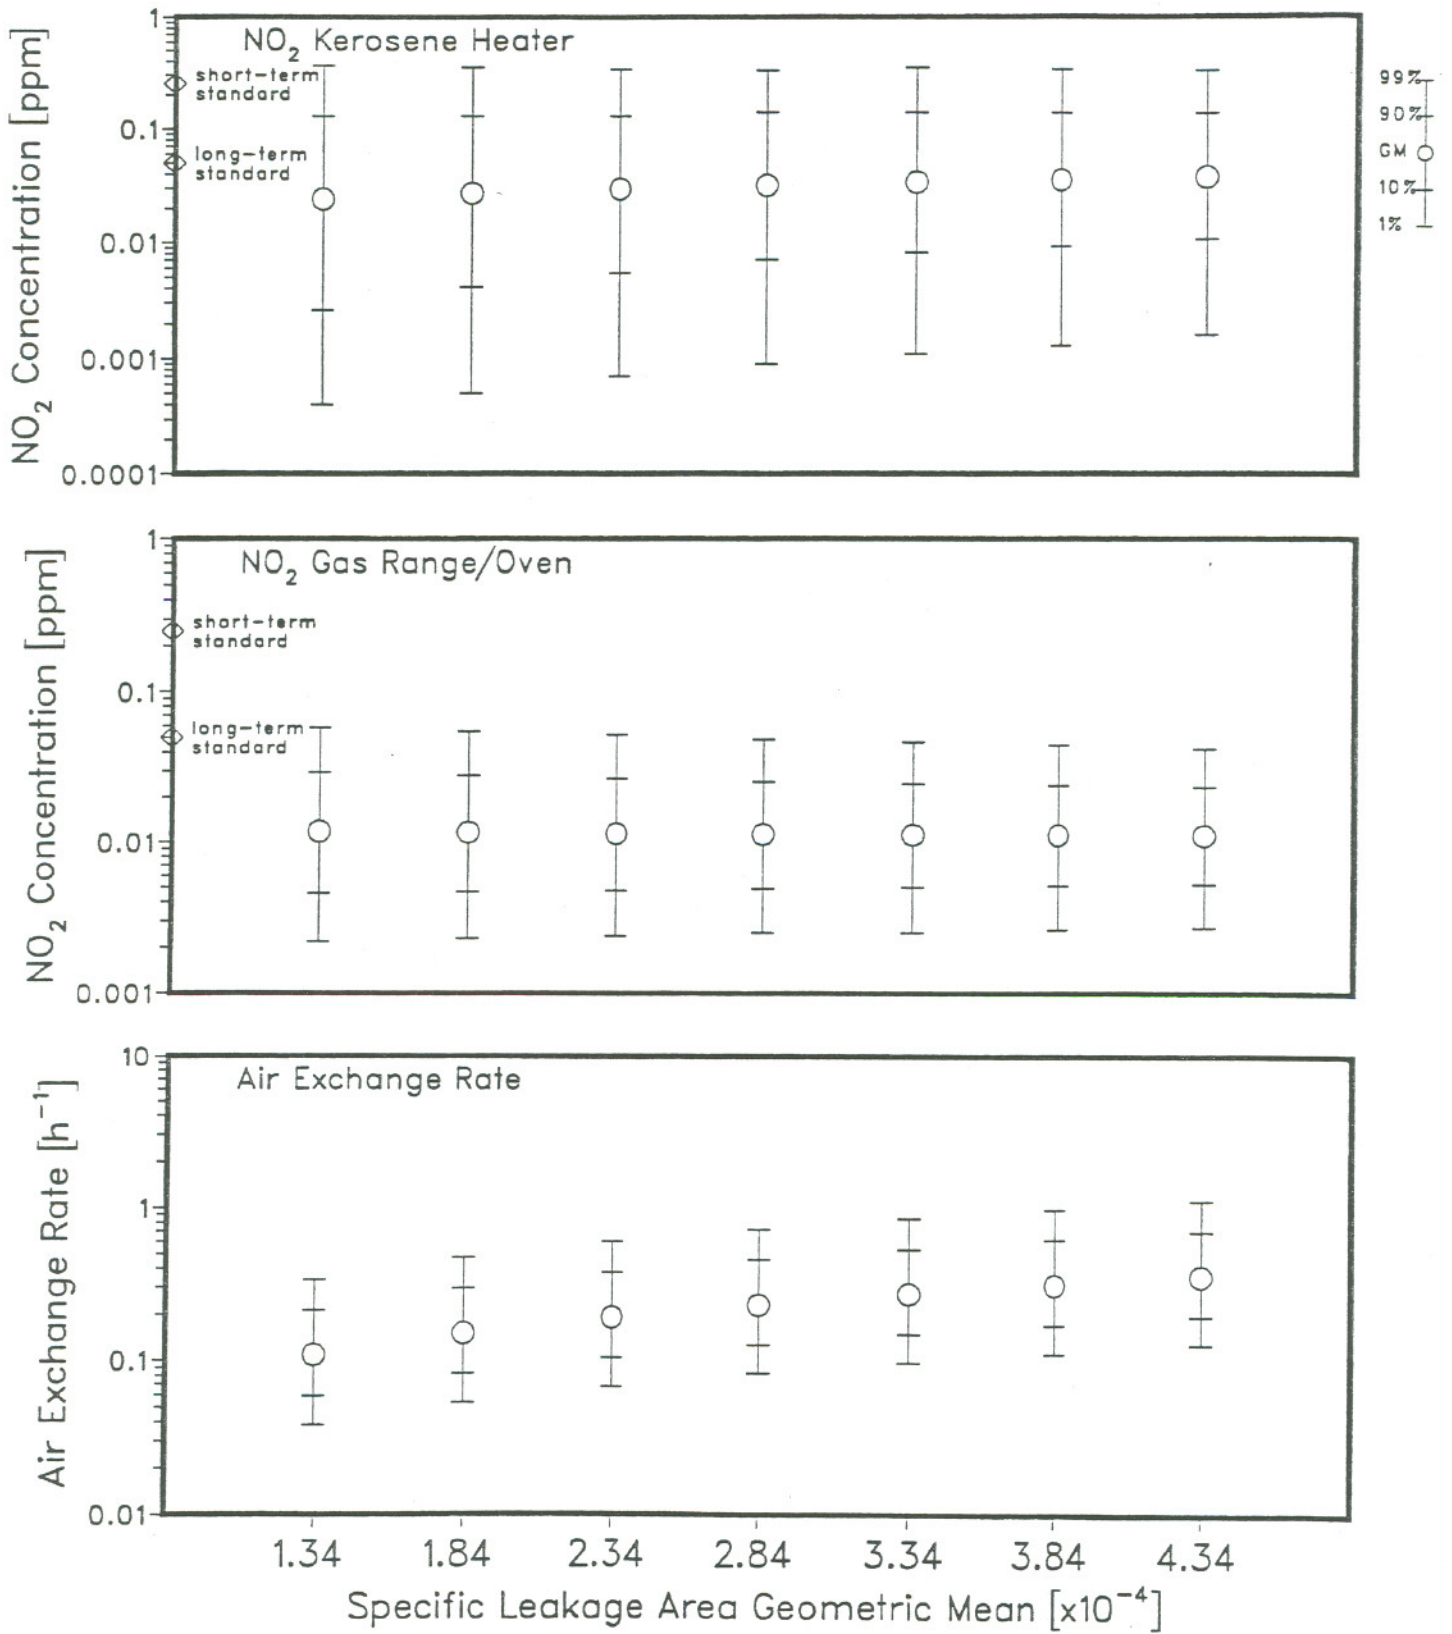 NO2 Kerosene Heater
NO2 Concentration [ppm]
1
0.1
0.01
0.001
0.0001
short-term
standard
long-term
standard
99%
90%
GM
10%
1%
NO2 Gas Range/Oven
NO2 Concentration [ppm]
1
0.1
0.01
0.001
short-term
standard
long-term
standard
Air Exchange Rate
Air Exchange Rate [h⁻¹]
10
1
0.1
0.01
1.34 1.84 2.34 2.84 3.34 3.84 4.34
Specific Leakage Area Geometric Mean [x10⁻⁴]